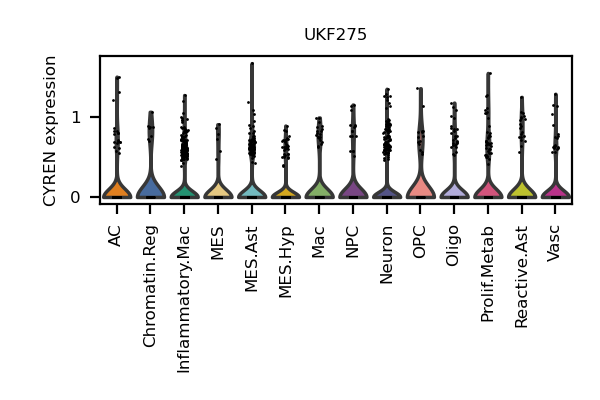 UKF275
CYREN expression
1
0
AC
Chromatin.Reg
Inflammatory.Mac
MES
MES.Ast
MES.Hyp
Mac
NPC
Neuron
OPC
Oligo
Prolif.Metab
Reactive.Ast
Vasc